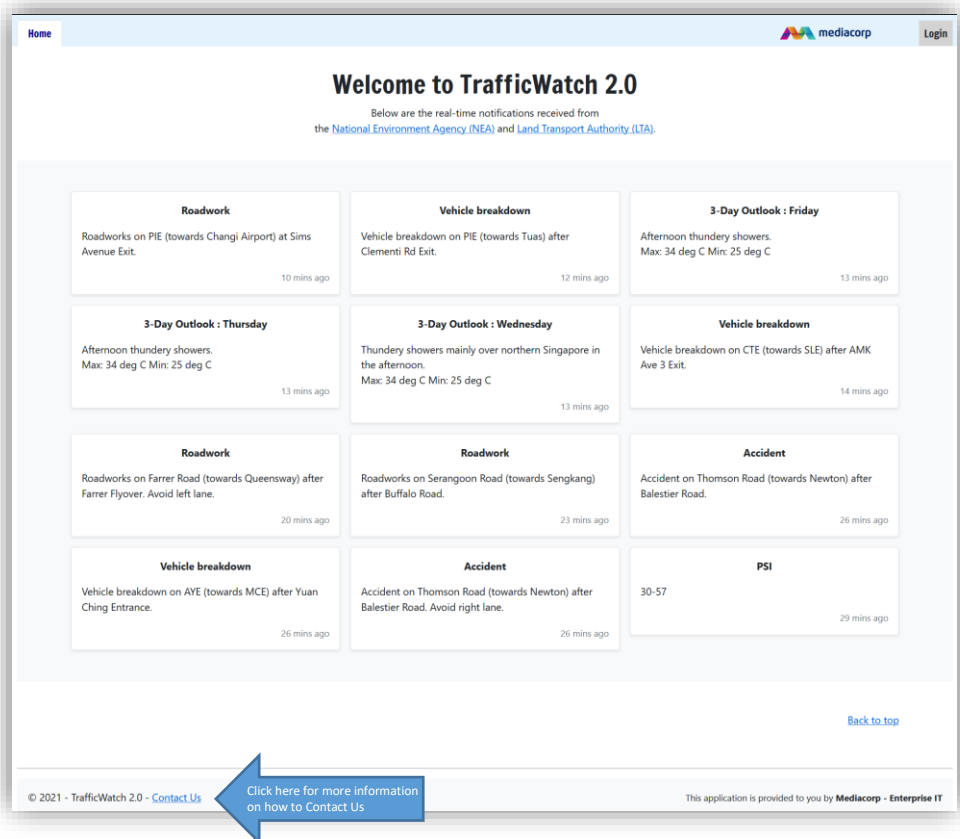 Home
mediacorp
Login
Welcome to TrafficWatch 2.0
Below are the real-time notifications received from
the National Environment Agency (NEA) and Land Transport Authority (LTA).
Roadwork
Roadworks on PIE (towards Changi Airport) at Sims
Avenue Exit.
10 mins ago
Vehicle breakdown
Vehicle breakdown on PIE (towards Tuas) after
Clementi Rd Exit.
12 mins ago
3-Day Outlook : Friday
Afternoon thundery showers.
Max: 34 deg C Min: 25 deg C
13 mins ago
3-Day Outlook : Thursday
Afternoon thundery showers.
Max: 34 deg C Min: 25 deg C
13 mins ago
3-Day Outlook : Wednesday
Thundery showers mainly over northern Singapore in
the afternoon.
Max: 34 deg C Min: 25 deg C
13 mins ago
Vehicle breakdown
Vehicle breakdown on CTE (towards SLE) after AMK
Ave 3 Exit.
14 mins ago
Roadwork
Roadworks on Farrer Road (towards Queensway) after
Farrer Flyover. Avoid left lane.
20 mins ago
Roadwork
Roadworks on Serangoon Road (towards Sengkang)
after Buffalo Road.
23 mins ago
Accident
Accident on Thomson Road (towards Newton) after
Balestier Road.
26 mins ago
Vehicle breakdown
Vehicle breakdown on AYE (towards MCE) after Yuan
Ching Entrance.
26 mins ago
Accident
Accident on Thomson Road (towards Newton) after
Balestier Road. Avoid right lane.
26 mins ago
PSI
30-57
29 mins ago
Back to top
© 2021 - TrafficWatch 2.0 - Contact Us
Click here for more information
on how to Contact Us
This application is provided to you by Mediacorp - Enterprise IT